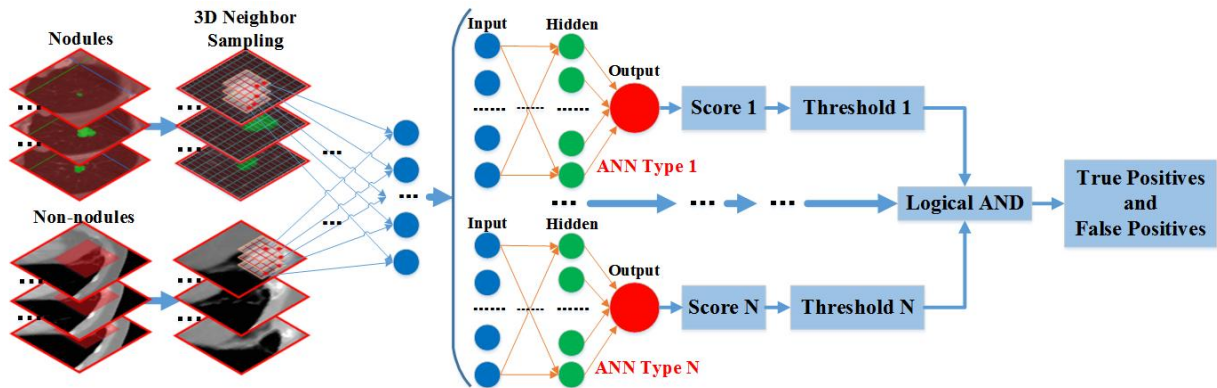 Nodules
3D Neighbor
Sampling
Non-nodules
Input
Hidden
Output
Score 1
Threshold 1
ANN Type 1
Input
Hidden
Output
Score N
Threshold N
ANN Type N
Logical AND
True Positives
and
False Positives